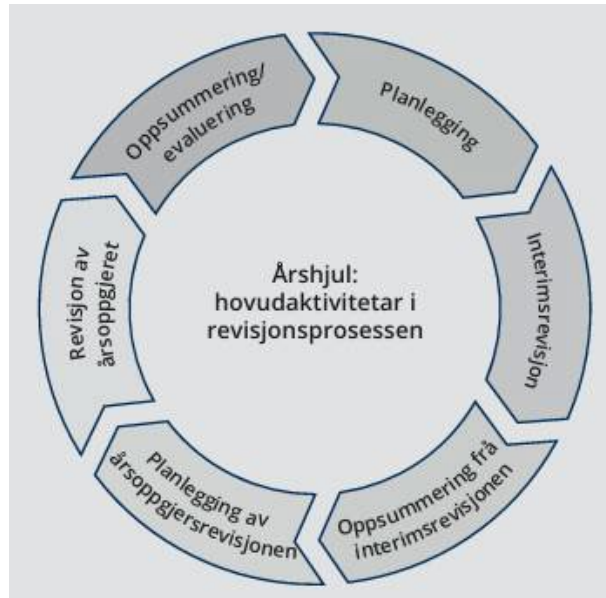 Årshjul:
hovudaktivitetar i
revisjonsprosessen
Planlegging
Interimsrevisjon
Oppsummering frå
interimsrevisjonen
Planlegging av
årsoppgjersrevisjonen
Revisjon av
årsoppgjeret
Oppsummering/
evaluering